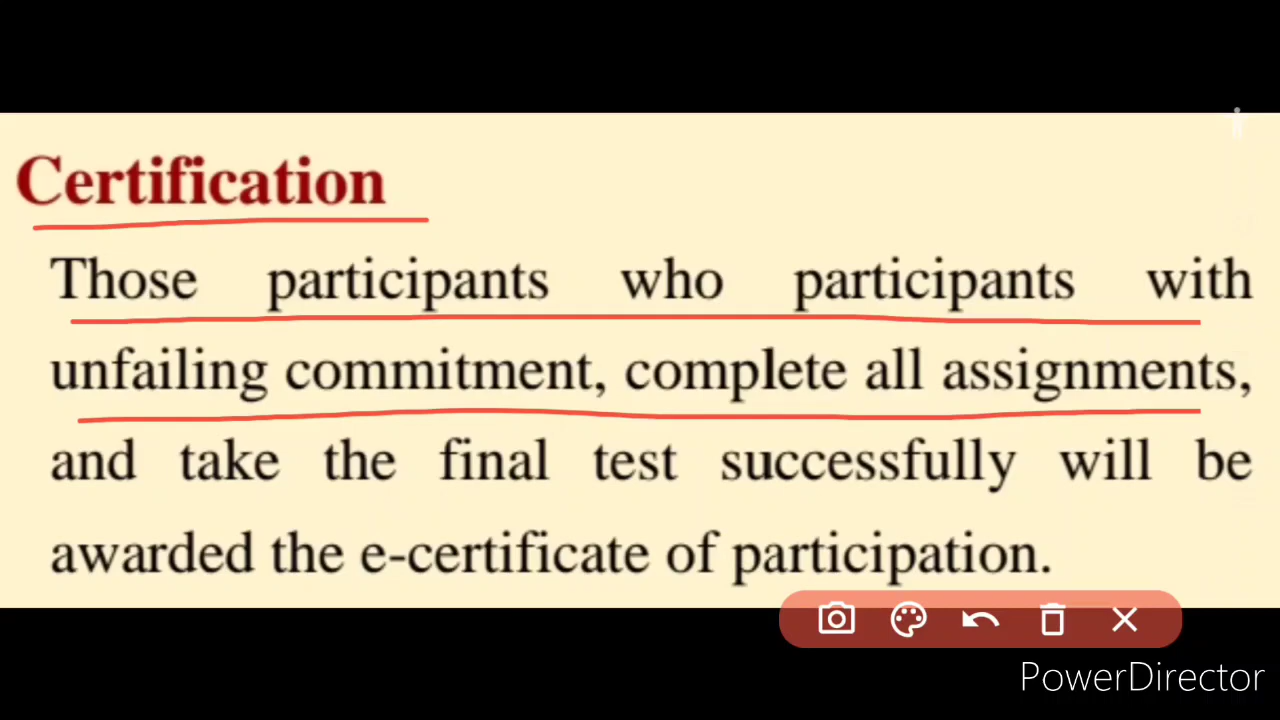 Certification
Those participants who participants with
unfailing commitment, complete all assignments,
and take the final test successfully will be
awarded the e-certificate of participation.
PowerDirector